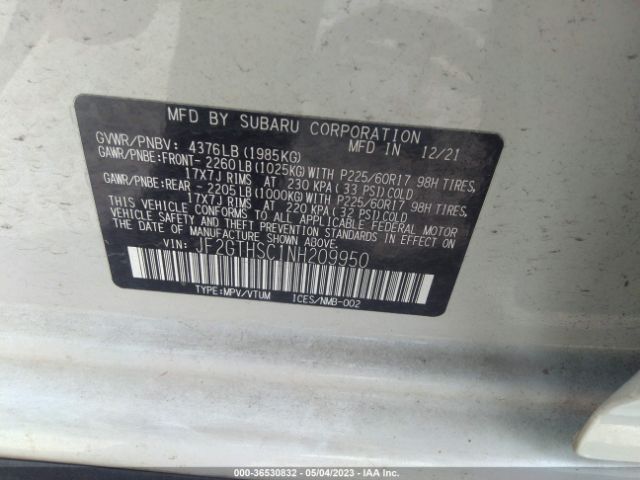 MFD BY SUBARU CORPORATION
GVWR/PNBV: 4376LB (1985KG) MFD IN 12/21
GAWR/PNBE: FRONT- 2260LB (1025KG) WITH P225/60R17 98H TIRES,
17X7J RIMS AT 230 KPA (33 PSI) COLD
GAWR/PNBE: REAR - 2205LB (1000KG) WITH P225/60R17 98H TIRES,
17X7J RIMS AT 220 KPA (32 PSI) COLD
THIS VEHICLE CONFORMS TO ALL APPLICABLE FEDERAL MOTOR
VEHICLE SAFETY AND BUMPER STANDARDS IN EFFECT ON THE DATE
OF MANUFACTURE SHOWN ABOVE.
VIN: JF2GTHSC1NH209950
TYPE:MPV/VTUM ICES/NMB-002
000-36530832 - 05/04/2023 - IAA Inc.